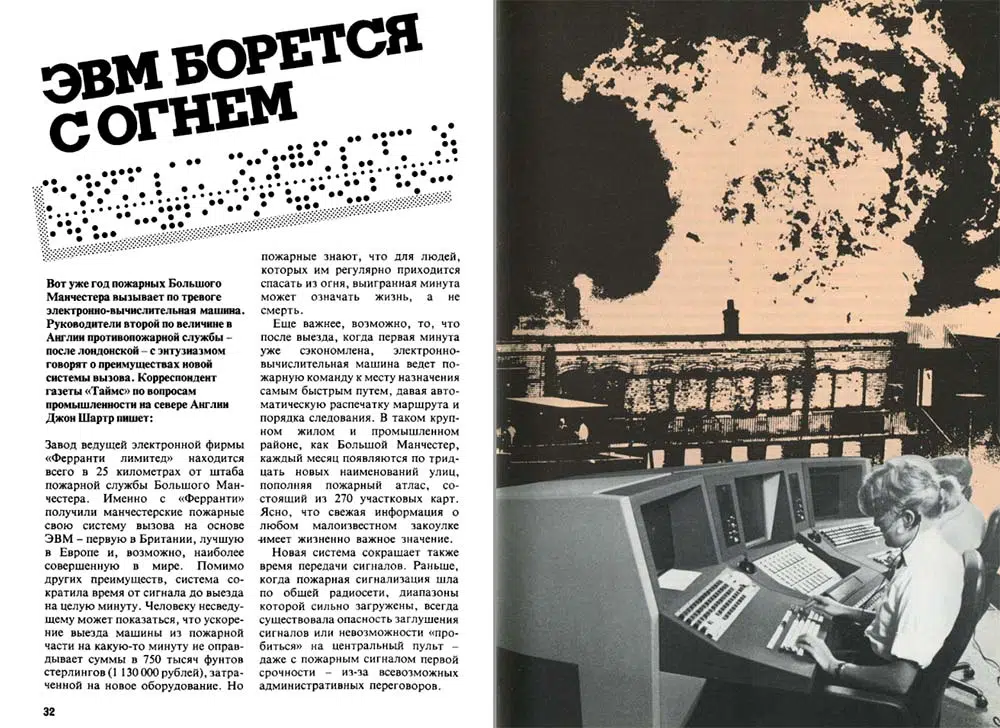 ЭВМ БОРЕТСЯ
С ОГНЕМ
Вот уже год пожарных Большого
Манчестера вызывает по тревоге
электронно-вычислительная машина.
Руководители второй по величине в
Англии противопожарной службы –
после лондонской – с энтузиазмом
говорят о преимуществах новой
системы вызова. Корреспондент
газеты «Таймс» по вопросам
промышленности на севере Англии
Джон Шартр пишет:
Завод ведущей электронной фирмы
«Ферранти лимитед» находится
всего в 25 километрах от штаба
пожарной службы Большого Ман-
честера. Именно с «Ферранти»
получили манчестерские пожарные
свою систему вызова на основе
ЭВМ – первую в Британии, лучшую
в Европе и, возможно, наиболее
совершенную в мире. Помимо
других преимуществ, система со-
кратила время от сигнала до выезда
на целую минуту. Человеку несведу-
щему может показаться, что ускоре-
ние выезда машины из пожарной
части на какую-то минуту не оправ-
дывает суммы в 750 тысяч фунтов
стерлингов (1 130 000 рублей), затра-
ченной на новое оборудование. Но
пожарные знают, что для людей,
которых им регулярно приходится
спасать из огня, выигранная минута
может означать жизнь, а не
смерть.
Еще важнее, возможно, то, что
после выезда, когда первая минута
уже сэкономлена, электронно-
вычислительная машина ведет по-
жарную команду к месту назначения
самым быстрым путем, давая авто-
матическую распечатку маршрута и
порядка следования. В таком круп-
ном жилом и промышленном
районе, как Большой Манчестер,
каждый месяц появляются по трид-
цать новых наименований улиц,
пополняя пожарный атлас, со-
стоящий из 270 участковых карт.
Ясно, что свежая информация о
любом малоизвестном закоулке
имеет жизненно важное значение.
Новая система сокращает также
время передачи сигналов. Раньше,
когда пожарная сигнализация шла
по общей радиосети, диапазоны
которой сильно загружены, всегда
существовала опасность заглушения
сигналов или невозможности «про-
биться» на центральный пульт –
даже с пожарным сигналом первой
срочности – из-за всевозможных
административных переговоров.
32